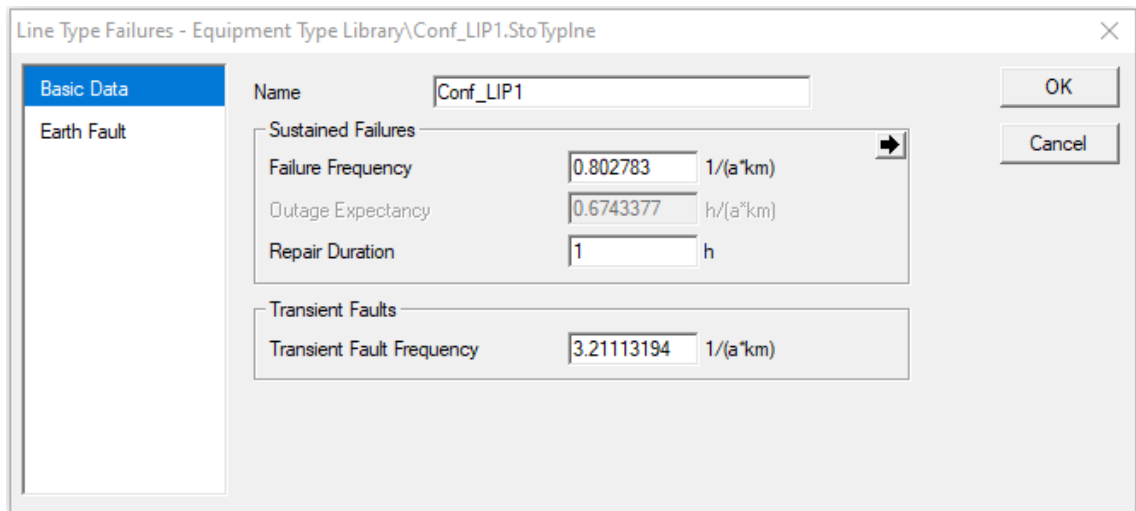 Line Type Failures - Equipment Type Library\Conf_LIP1.StoTyplne
Basic Data
Earth Fault
Name Conf_LIP1
Sustained Failures
Failure Frequency 0.802783 1/(a*km)
Outage Expectancy 0.6743377 h/(a*km)
Repair Duration 1 h
Transient Faults
Transient Fault Frequency 3.21113194 1/(a*km)
OK
Cancel